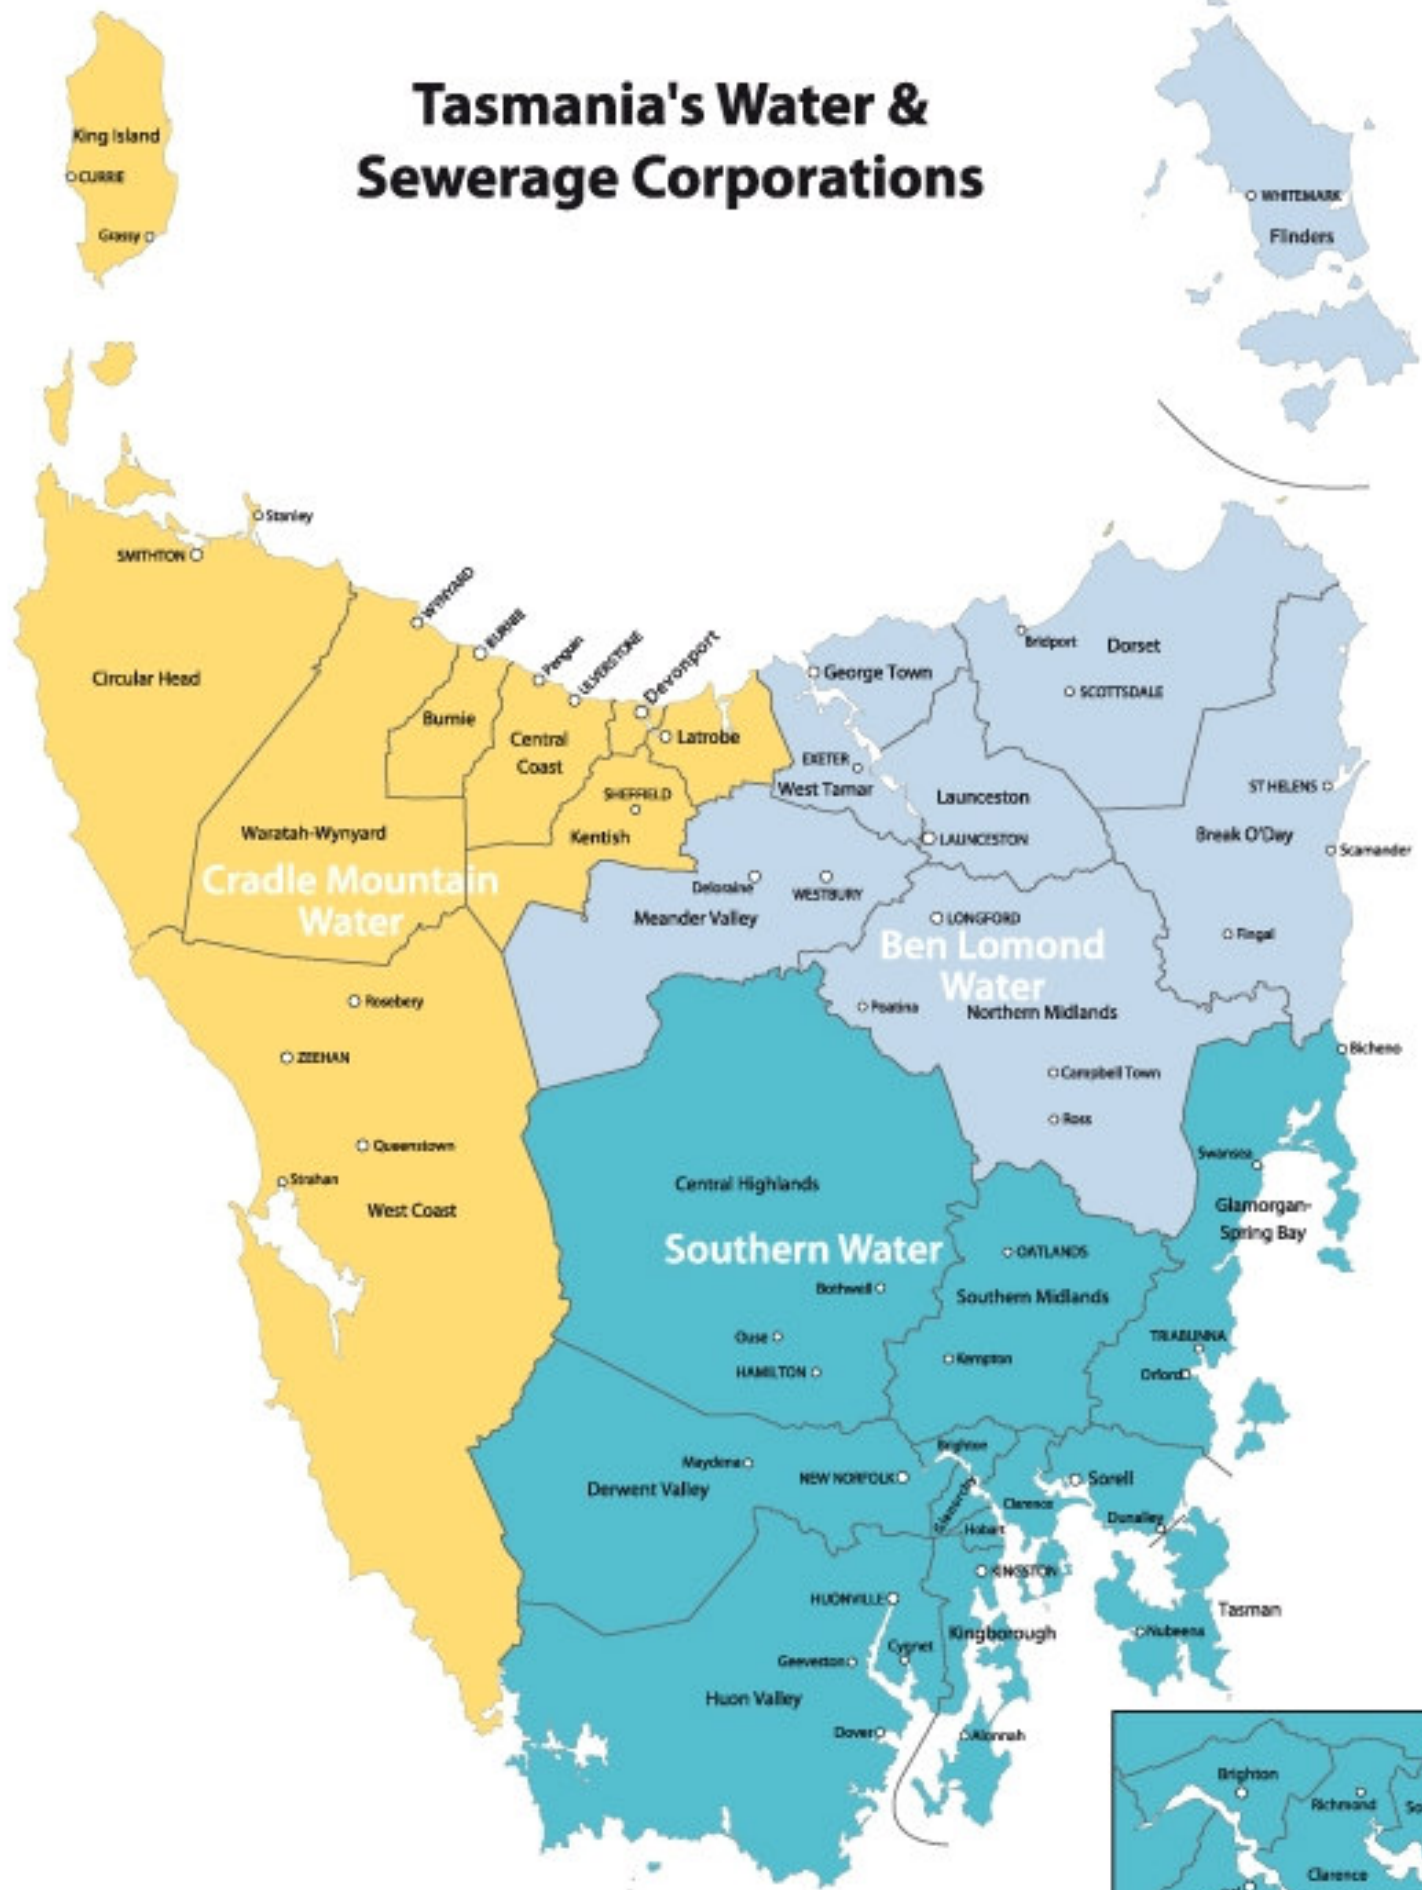 Tasmania's Water &
Sewerage Corporations
King Island
CURRIE
Grassy
WHITEMARK
Flinders
Stanley
SMITHTON
WYNYARD
BURNIE
Penguin
ULVERSTONE
Devonport
Circular Head
Burnie
Central
Coast
Latrobe
SHEFFIELD
Kentish
Waratah-Wynyard
Cradle Mountain
Water
George Town
Bridport
Dorset
SCOTTSDALE
EXETER
West Tamar
Launceston
LAUNCESTON
ST HELENS
Break O'Day
Scamander
Deloraine
WESTBURY
Meander Valley
LONGFORD
Ben Lomond
Water
Fingal
Poatina
Northern Midlands
Campbell Town
Ross
Bicheno
Rosebery
ZEEHAN
Queenstown
Strahan
West Coast
Swansea
Glamorgan-
Spring Bay
Central Highlands
Southern Water
OATLANDS
Bothwell
Southern Midlands
Ouse
Kempton
HAMILTON
TRIABUNNA
Orford
Brighton
Maydena
NEW NORFOLK
Derwent Valley
Glenorchy
Clarence
Sorell
Dunalley
Hobart
KINGSTON
HUONVILLE
Tasman
Nubeena
Kingborough
Cygnet
Geeveston
Huon Valley
Dover
Alonnah
Brighton
Richmond
Clarence